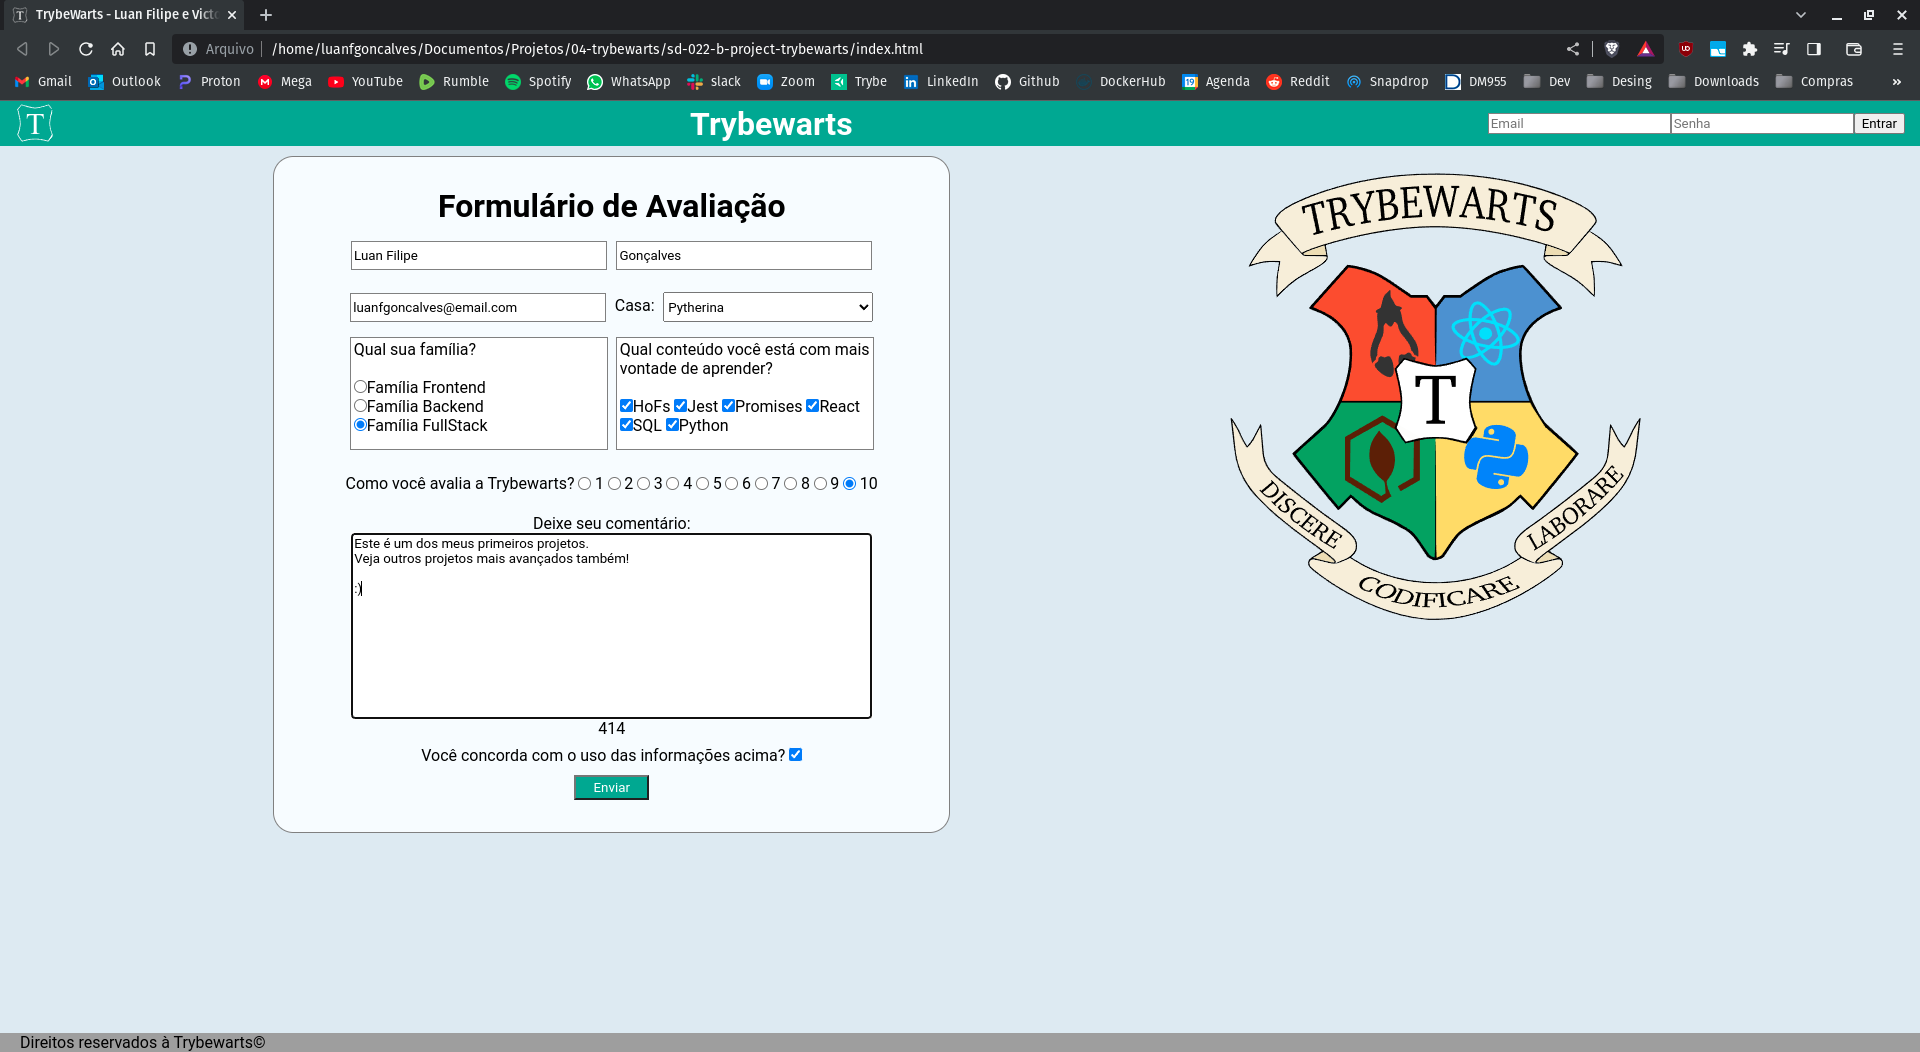 TrybeWarts - Luan Filipe e Victo
Arquivo
/home/luanfgoncalves/Documentos/Projetos/04-trybewarts/sd-022-b-project-trybewarts/index.html
Gmail Outlook Proton Mega YouTube Rumble Spotify WhatsApp slack Zoom Trybe LinkedIn Github DockerHub Agenda Reddit Snapdrop DM955 Dev Desing Downloads Compras »
T Trybewarts Email Senha Entrar
Formulário de Avaliação
Luan Filipe Gonçalves
luanfgoncalves@email.com Casa: Pytherina
Qual sua família?
Família Frontend
Família Backend
Família FullStack
Qual conteúdo você está com mais
vontade de aprender?
HoFs Jest Promises React
SQL Python
Como você avalia a Trybewarts? 1 2 3 4 5 6 7 8 9 10
Deixe seu comentário:
Este é um dos meus primeiros projetos.
Veja outros projetos mais avançados também!
:)
414
Você concorda com o uso das informações acima?
Enviar
TRYBEWARTS
T
DISCERE
CODIFICARE
LABORARE
Direitos reservados à Trybewarts©